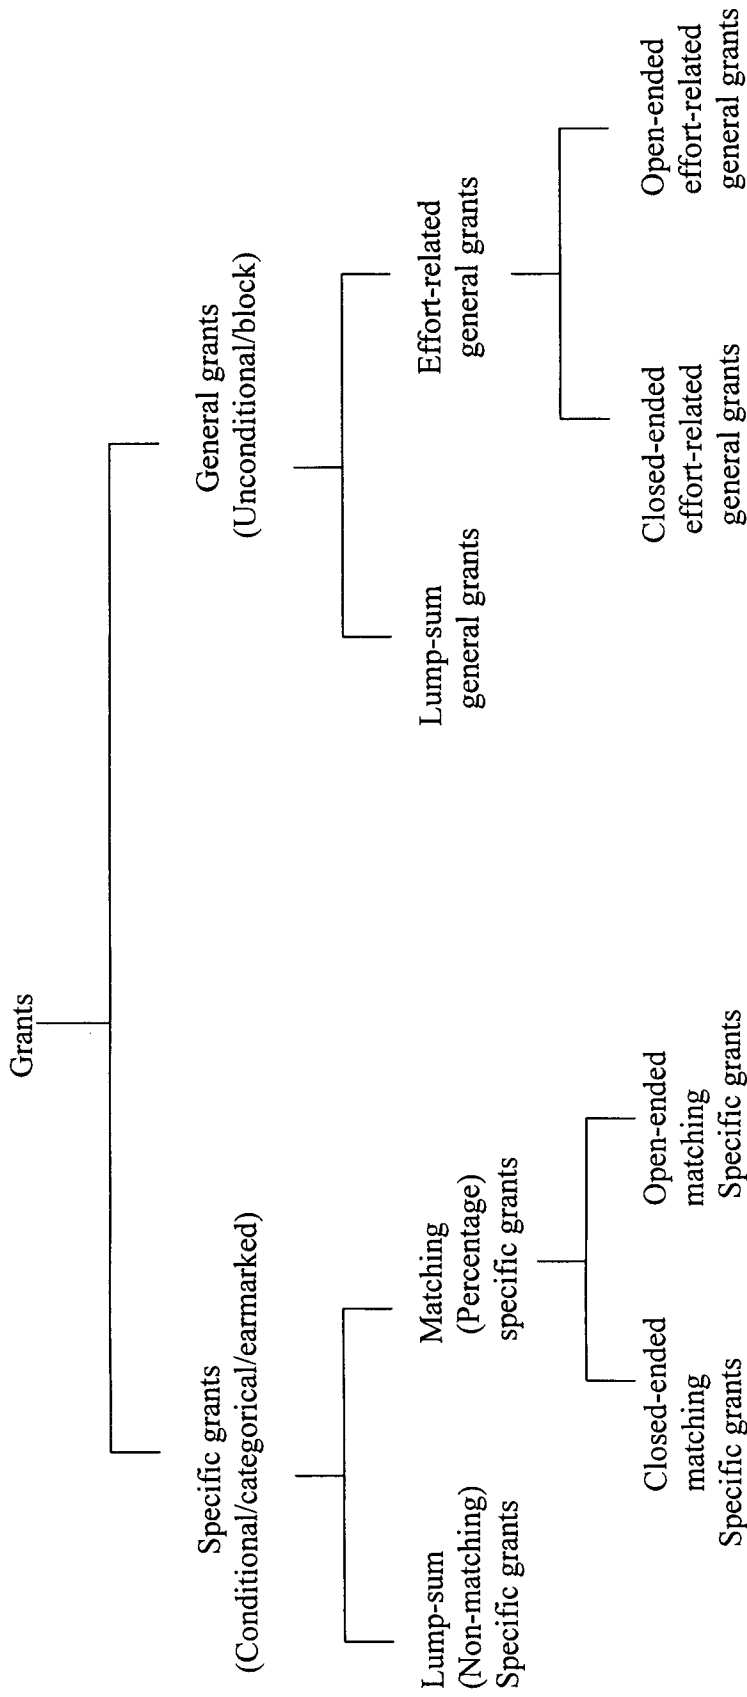 Grants
Specific grants
(Conditional/categorical/earmarked)
General grants
(Unconditional/block)
Lump-sum
(Non-matching)
Specific grants
Matching
(Percentage)
specific grants
Lump-sum
general grants
Effort-related
general grants
Closed-ended
matching
Specific grants
Open-ended
matching
Specific grants
Closed-ended
effort-related
general grants
Open-ended
effort-related
general grants